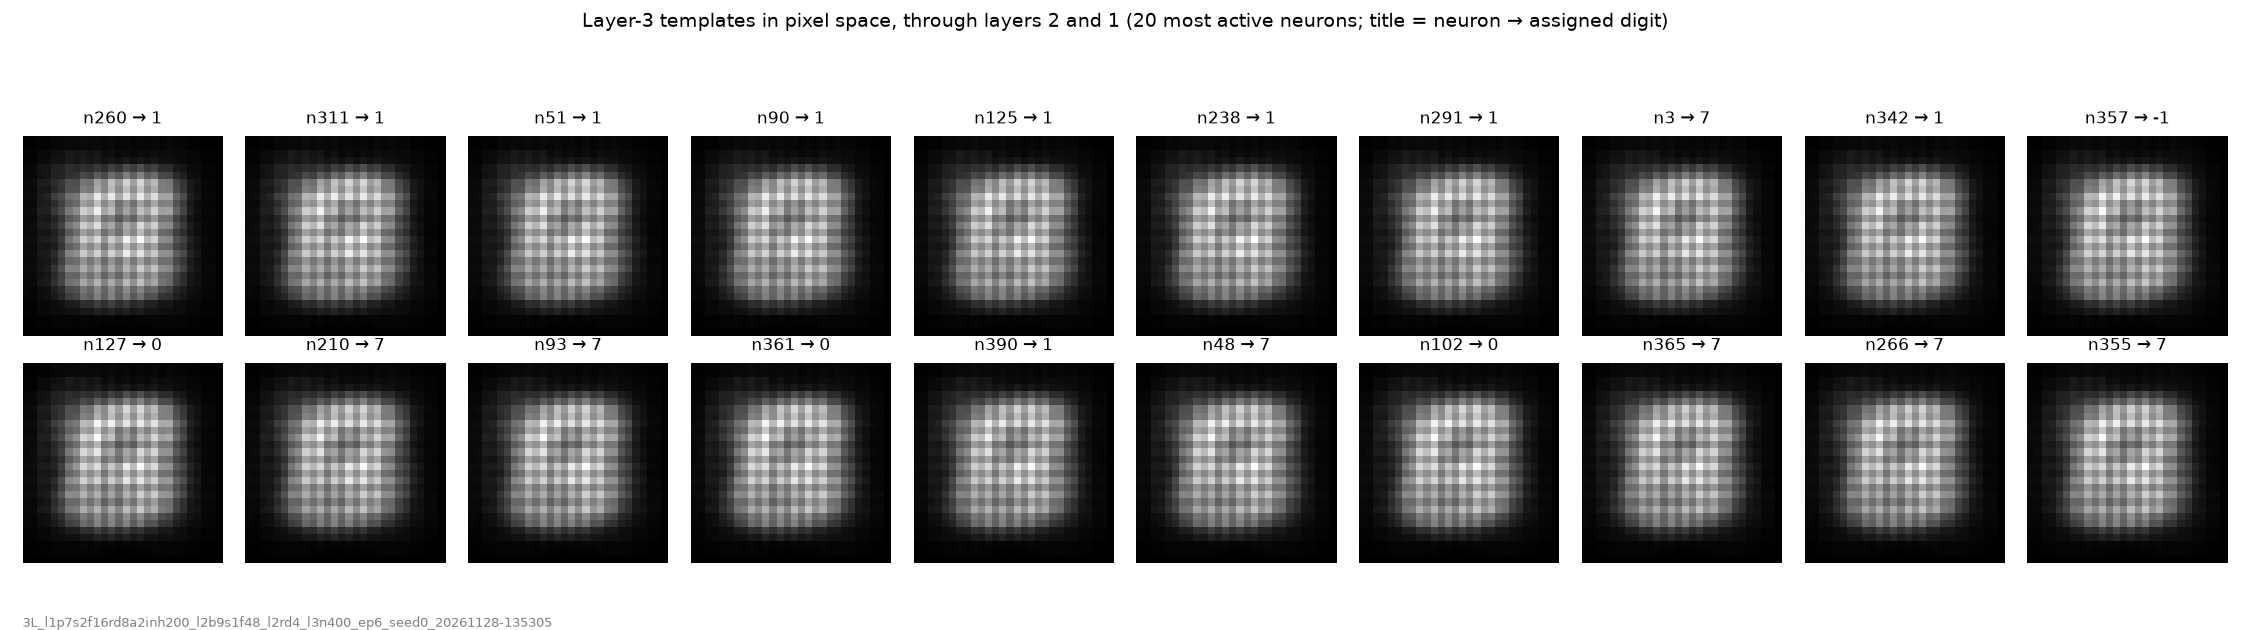 Layer-3 templates in pixel space, through layers 2 and 1 (20 most active neurons; title = neuron → assigned digit)
n260 → 1 n311 → 1 n51 → 1 n90 → 1 n125 → 1 n238 → 1 n291 → 1 n3 → 7 n342 → 1 n357 → -1
n127 → 0 n210 → 7 n93 → 7 n361 → 0 n390 → 1 n48 → 7 n102 → 0 n365 → 7 n266 → 7 n355 → 7
3L_l1p7s2f16rd8a2inh200_l2b9s1f48_l2rd4_l3n400_ep6_seed0_20261128-135305